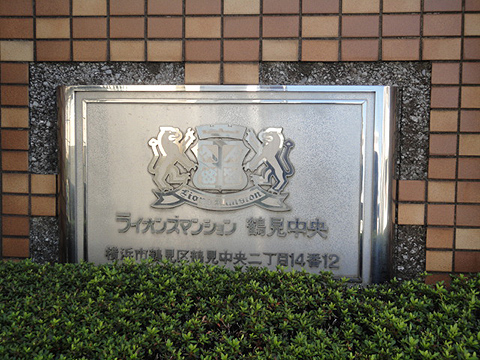 Lions Mansion
ライオンズマンション 鶴見中央
横浜市鶴見区鶴見中央二丁目14番12